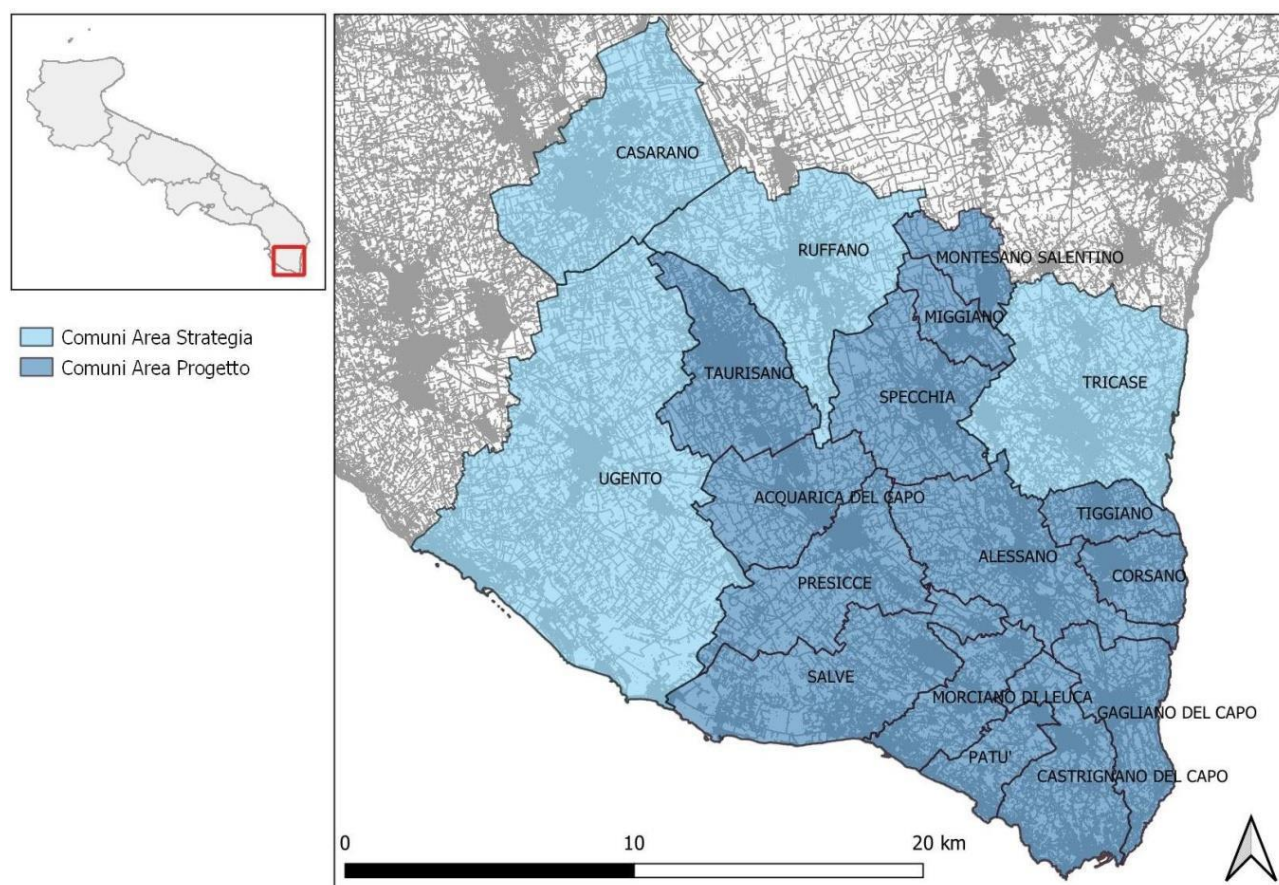 Comuni Area Strategia
Comuni Area Progetto
CASARANO
RUFFANO
MONTESANO SALENTINO
MIGGIANO
TAURISANO
SPECCHIA
TRICASE
UGENTO
ACQUARICA DEL CAPO
TIGGIANO
ALESSANO
CORSANO
PRESICCE
SALVE
MORCIANO DI LEUCA
GAGLIANO DEL CAPO
PATU'
CASTRIGNANO DEL CAPO
0 10 20 km